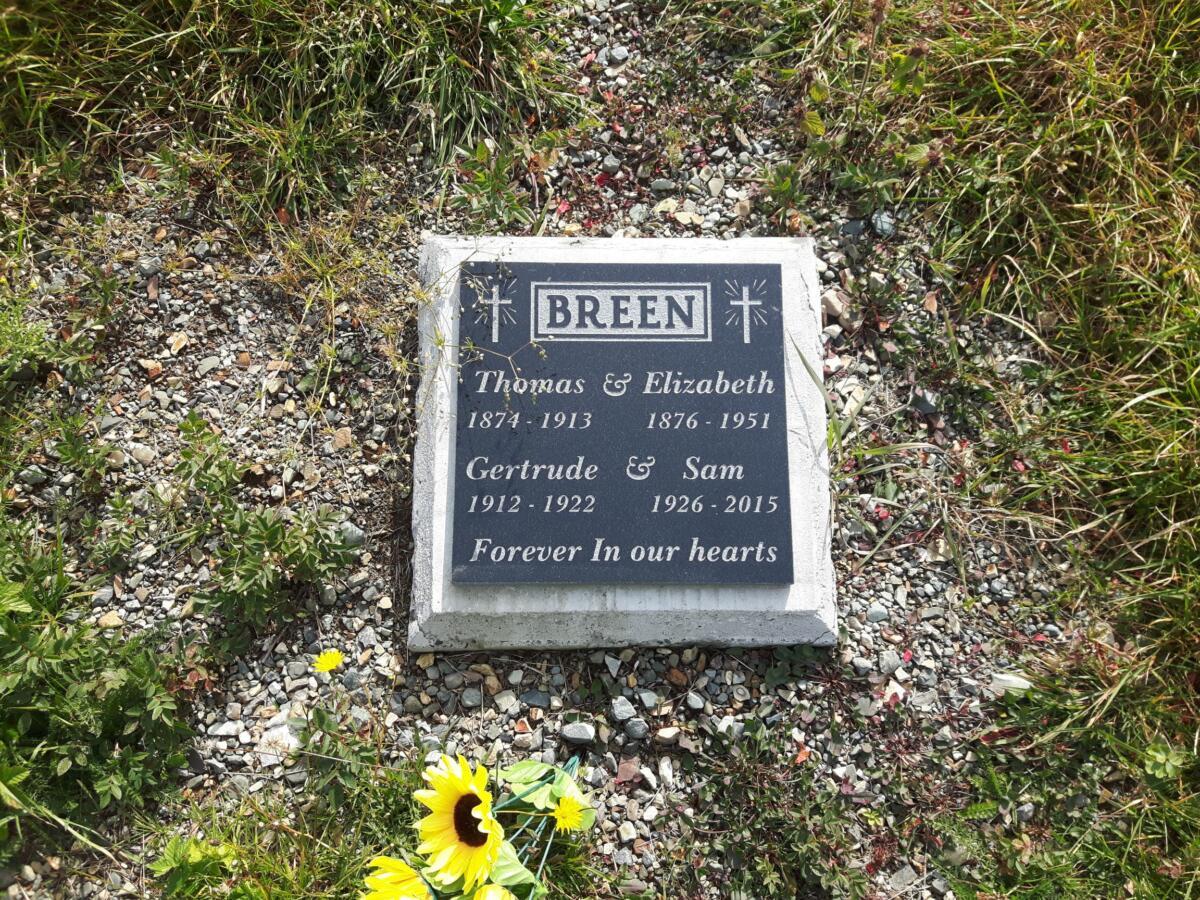 BREEN
Thomas & Elizabeth
1874 - 1913 1876 - 1951
Gertrude & Sam
1912 - 1922 1926 - 2015
Forever In our hearts